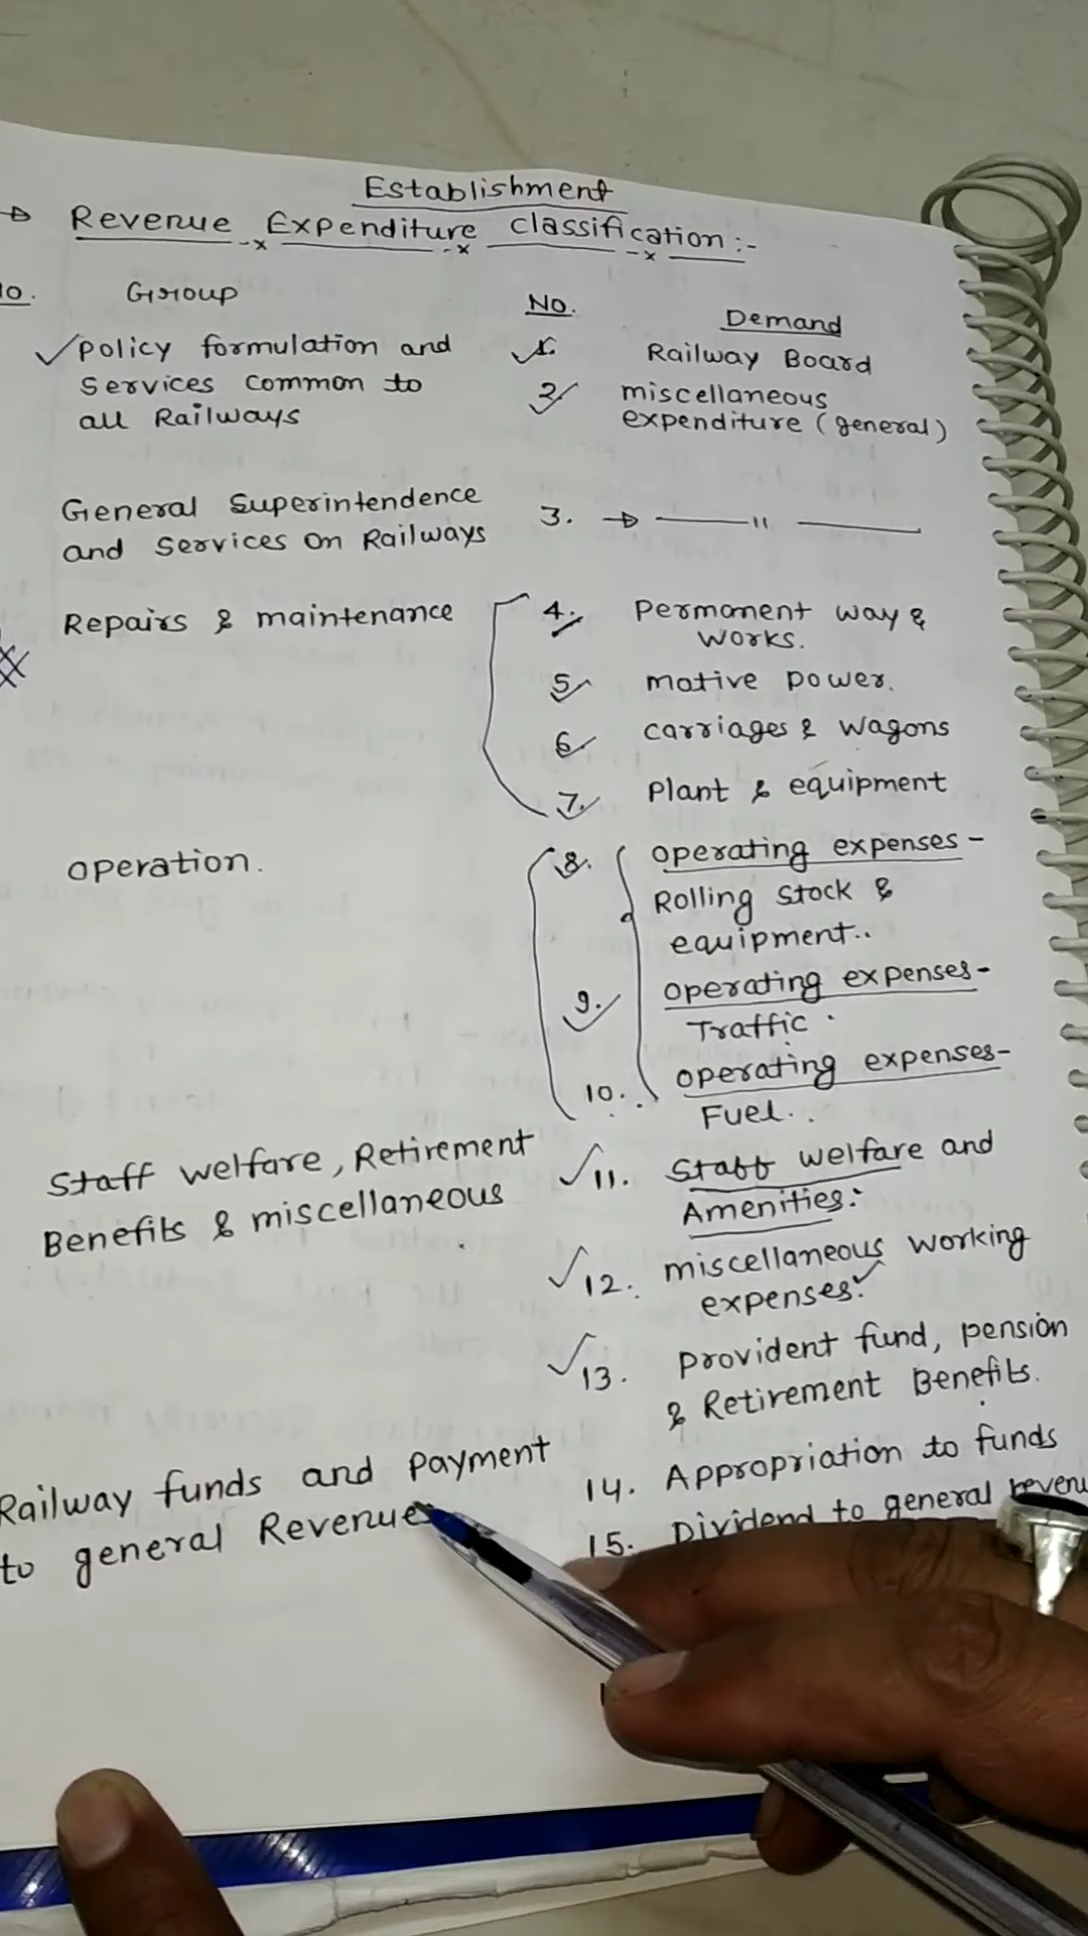 Establishment
Revenue Expenditure classification:-
Group No. Demand
policy formulation and 1. Railway Board
Services common to 2. miscellaneous
all Railways expenditure (general)
General Superintendence 3. → —— 11 ——
and Services on Railways
Repairs & maintenance 4. Permanent way &
works.
5. motive power.
6. carriages & wagons
7. Plant & equipment
operation. 8. operating expenses -
Rolling stock &
equipment..
9. operating expenses-
Traffic.
10. operating expenses-
Fuel..
Staff welfare, Retirement 11. Staff welfare and
Benefits & miscellaneous Amenities:-
12. miscellaneous working
expenses.
13. provident fund, pension
& Retirement Benefits.
Railway funds and payment 14. Appropriation to funds
to general Revenue 15. Dividend to general